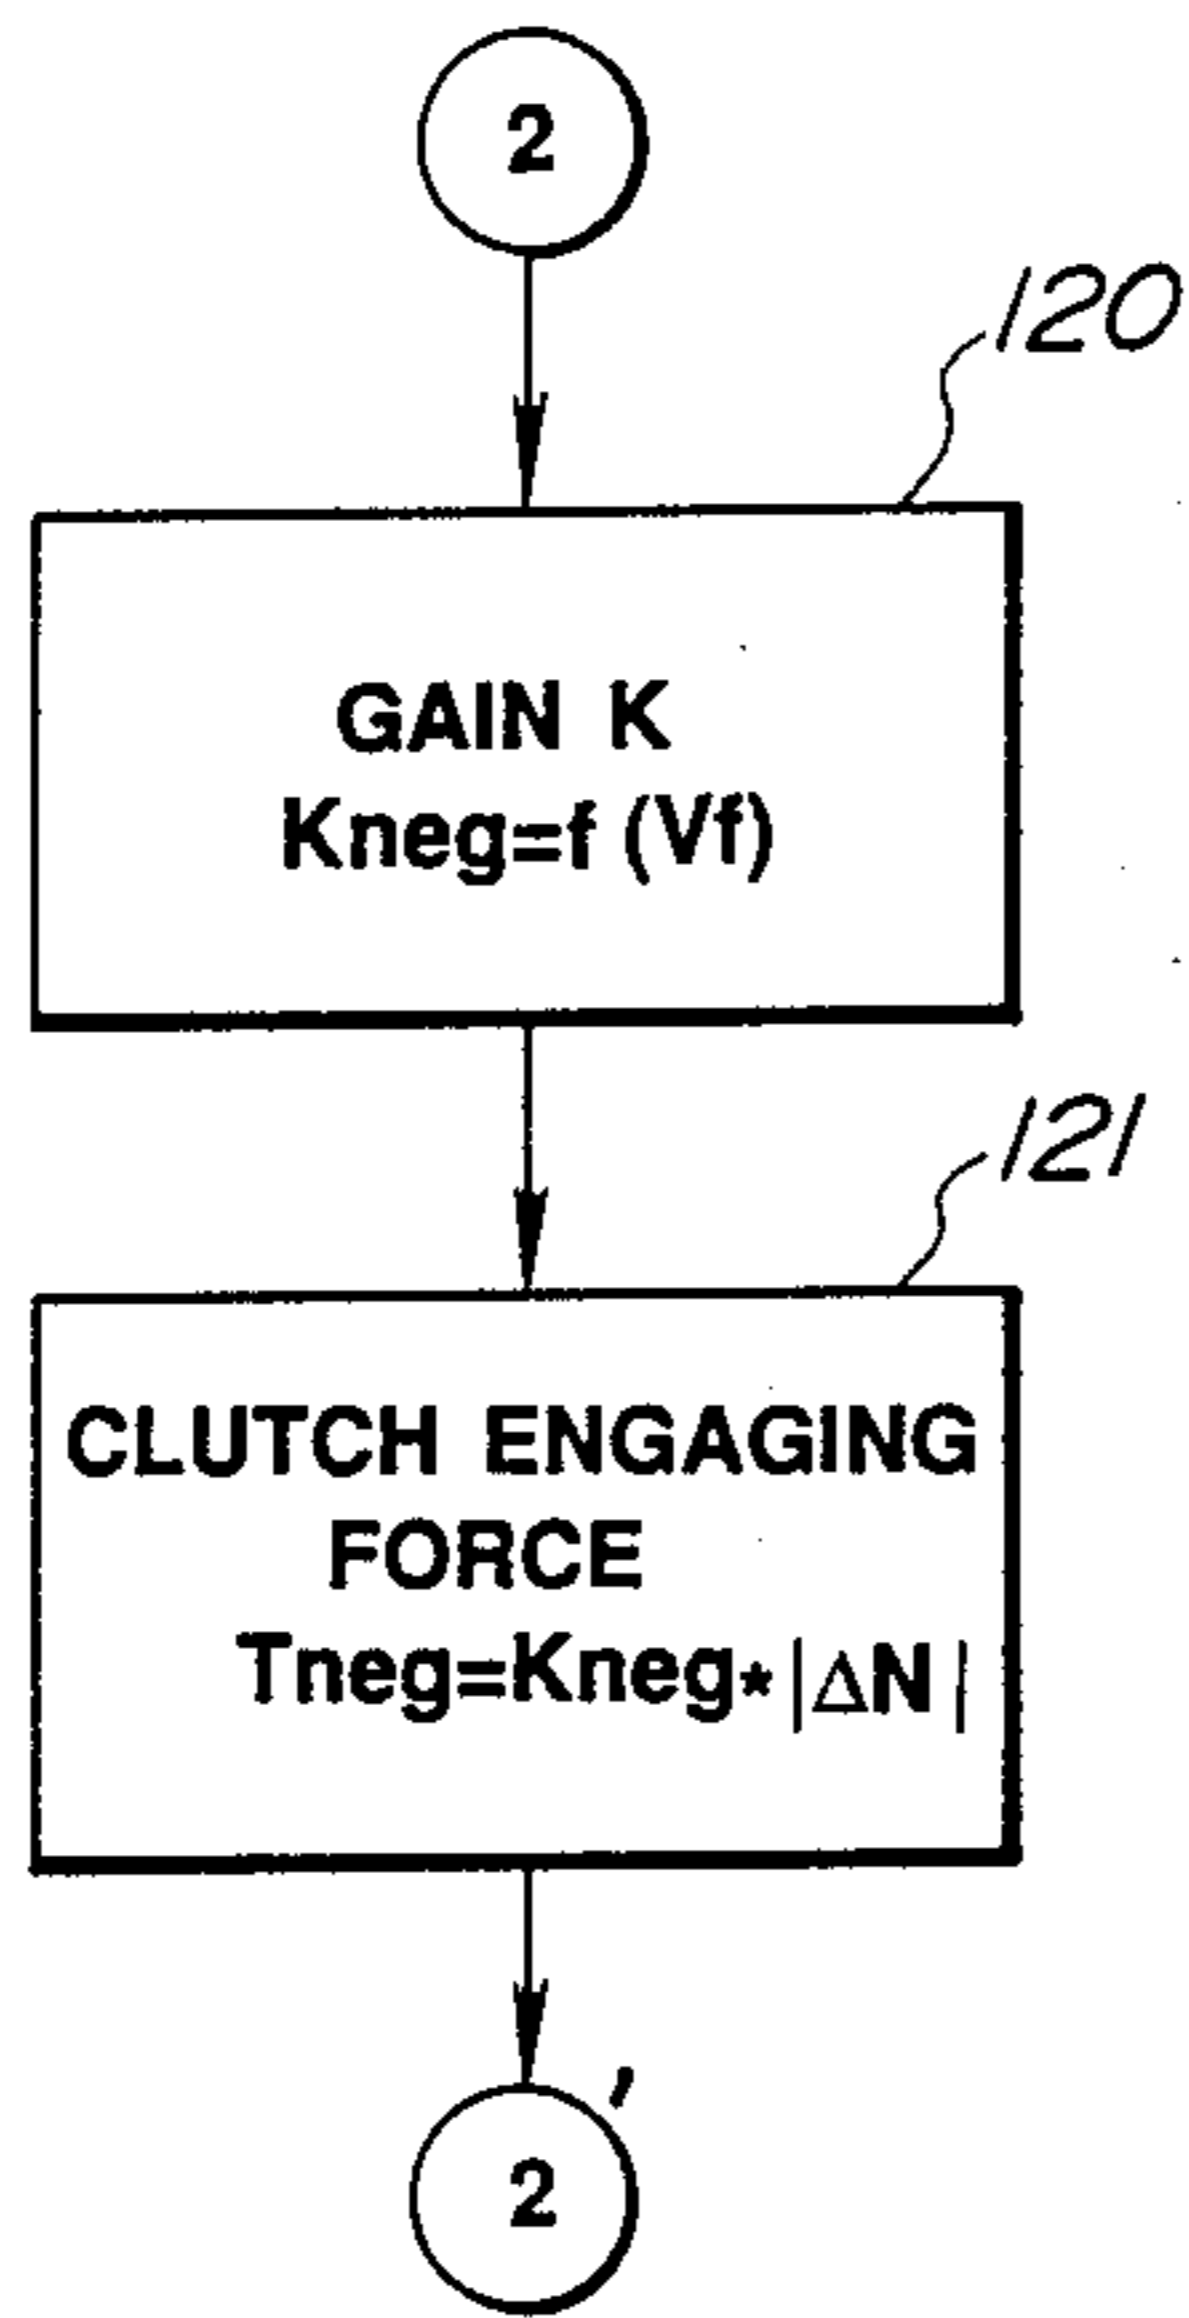 2
120
GAIN K
Kneg=f (Vf)
121
CLUTCH ENGAGING
FORCE
Tneg=Kneg*|ΔN|
2'